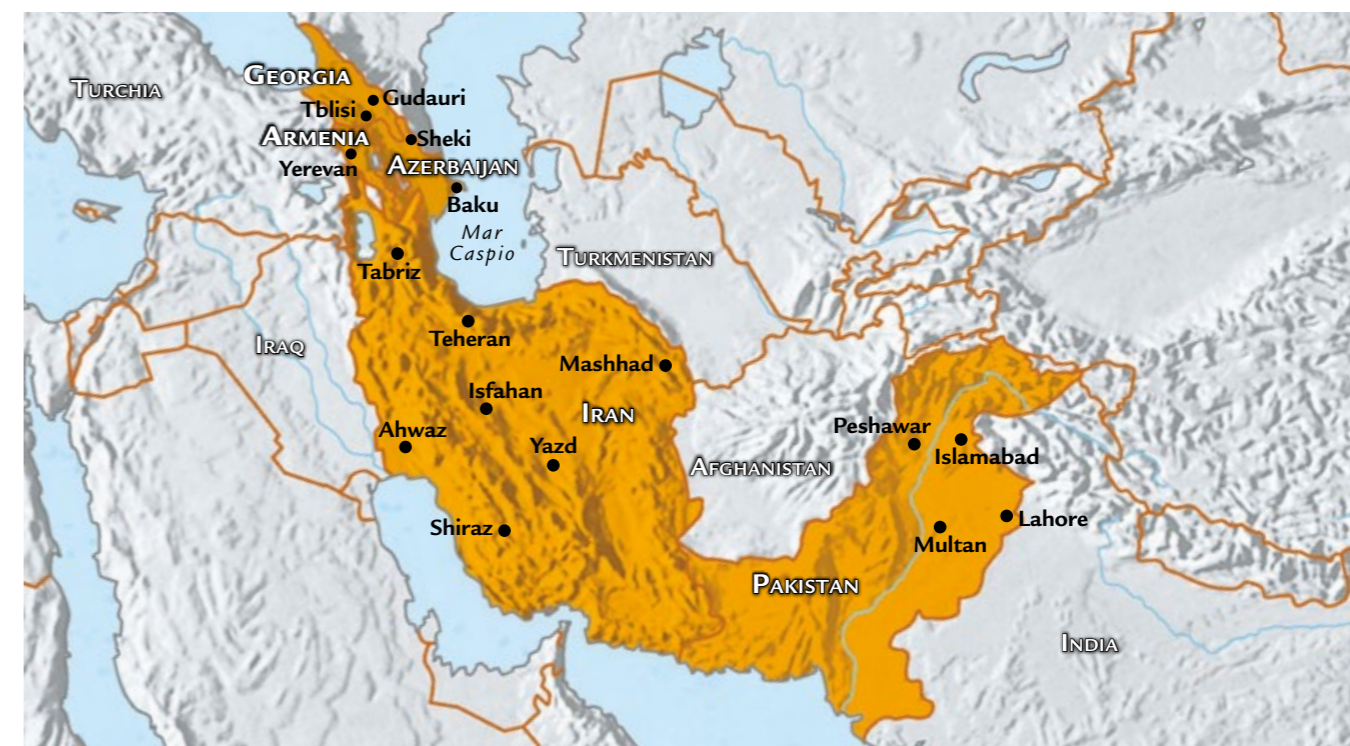 GEORGIA
TURCHIA
Gudauri
Tblisi
ARMENIA
Sheki
Yerevan
AZERBAIJAN
Baku
Mar
Caspio
TURKMENISTAN
Tabriz
Teheran
IRAQ
Mashhad
Isfahan
IRAN
Ahwaz
Yazd
Peshawar
Islamabad
AFGHANISTAN
Shiraz
Lahore
Multan
PAKISTAN
INDIA